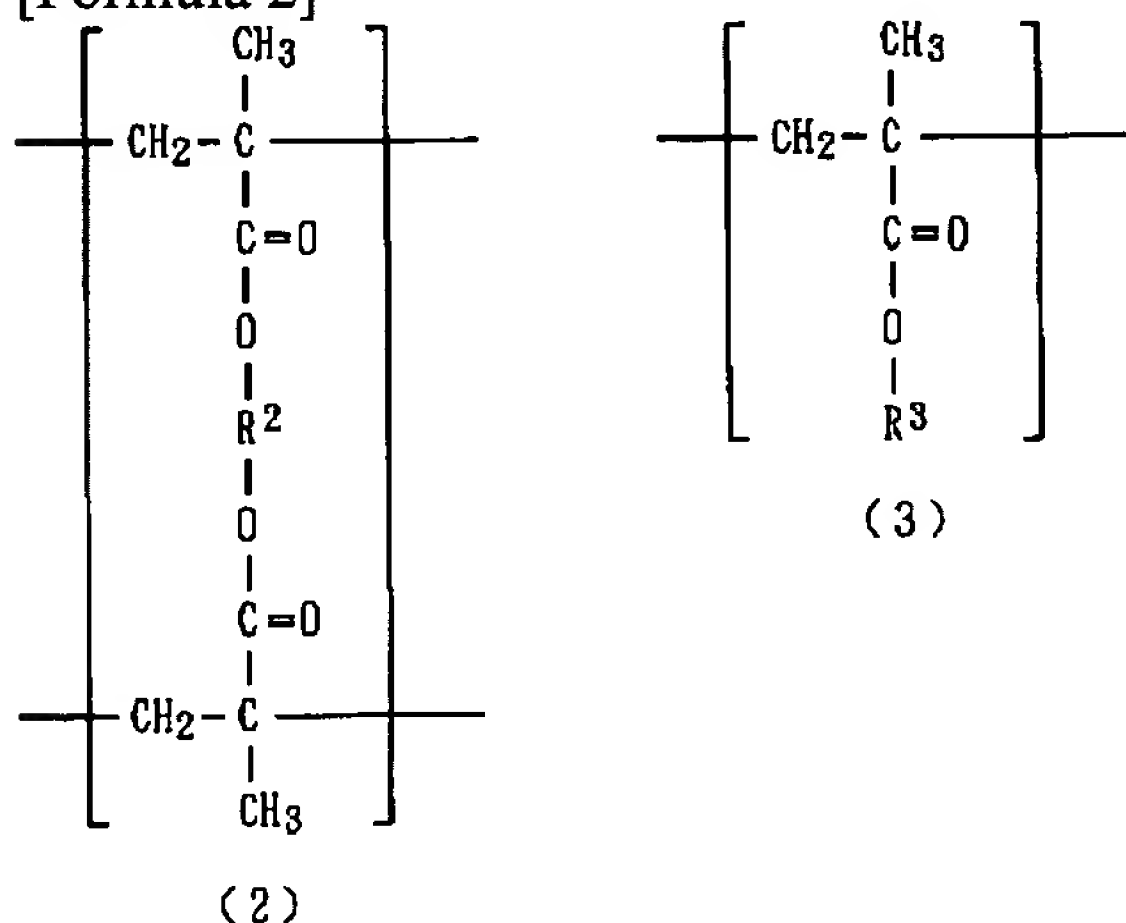 [Formula 2]
CH3
CH2-C
C=O
O
R2
O
C=O
CH2-C
CH3
(2)
CH3
CH2-C
C=O
O
R3
(3)